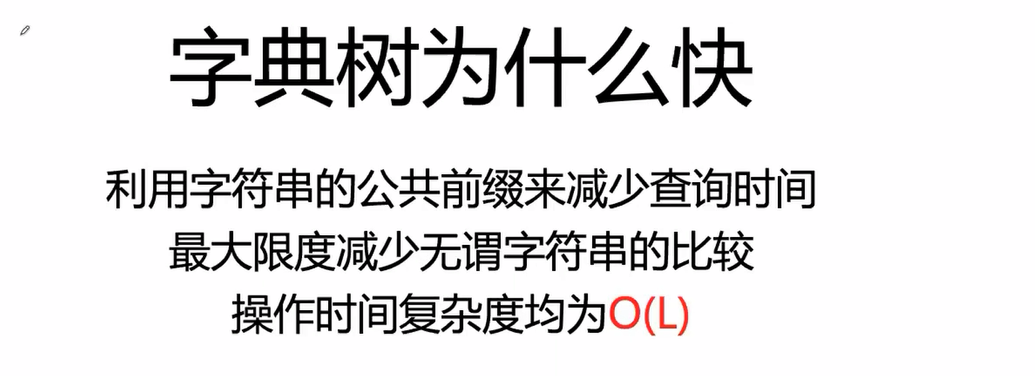 字典树为什么快
利用字符串的公共前缀来减少查询时间
最大限度减少无谓字符串的比较
操作时间复杂度均为O(L)